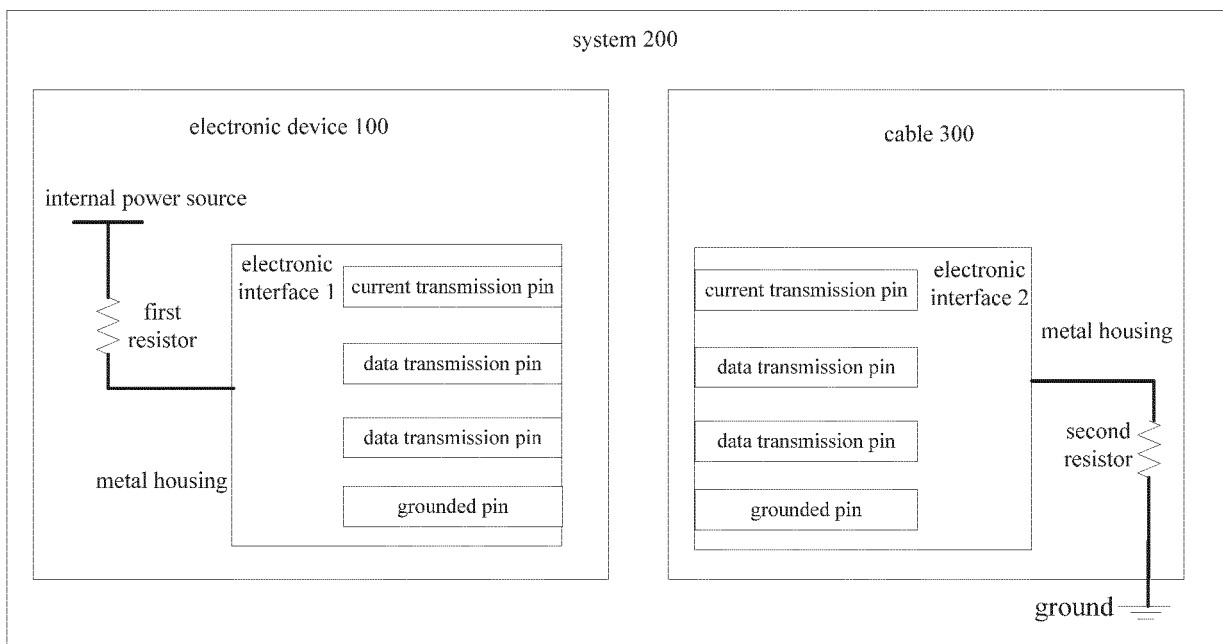 system 200
electronic device 100
internal power source
first
resistor
metal housing
electronic
interface 1
current transmission pin
data transmission pin
data transmission pin
grounded pin
cable 300
current transmission pin
data transmission pin
data transmission pin
grounded pin
electronic
interface 2
metal housing
second
resistor
ground